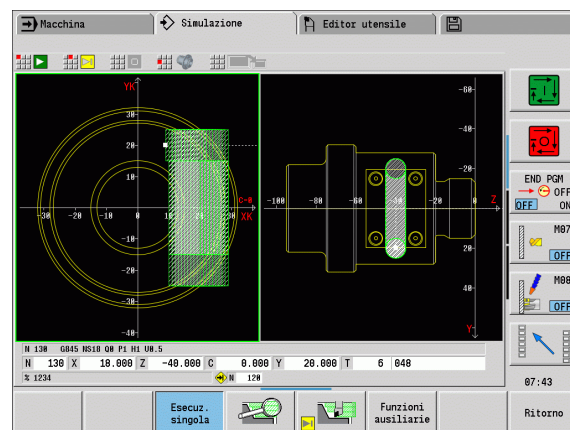 Macchina
Simulazione
Editor utensile
YK
30
20
10
0
-10
-20
-30
-40
-30 -20 -10 0 10 20 30
C-0
XK
-60
-40
-20
-100 -80 -60 -40 -20 0
Z
20
40
Y
END PGM
OFF
OFF ON
M07
OFF
M08
OFF
N 130 G845 NS18 Q0 P1 H1 U0.5
N 130 X 18.000 Z -40.000 C 0.000 Y 20.000 T 6 048
% 1234 N 120
07:43
Esecuz. singola
Funzioni ausiliarie
Ritorno